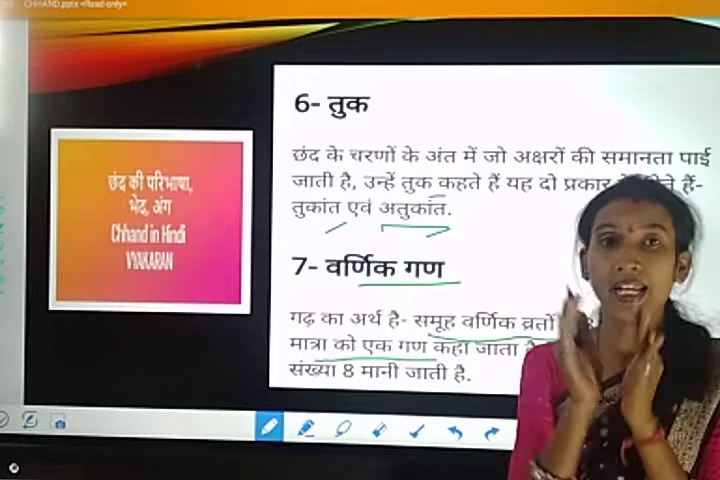 CHHAND.pptx <Read-only>
6- तुक
छंद के चरणों के अंत में जो अक्षरों की समानता पाई
जाती है, उन्हें तुक कहते हैं यह दो प्रकार हैं-
तुकांत एवं अतुकांत.
7- वर्णिक गण
गढ़ का अर्थ है- समूह वर्णिक व्रतों
मात्रा को एक गण कहा जाता
संख्या 8 मानी जाती है.
छंद की परिभाषा,
भेद, अंग
Chhand in Hindi
VYAKARAN